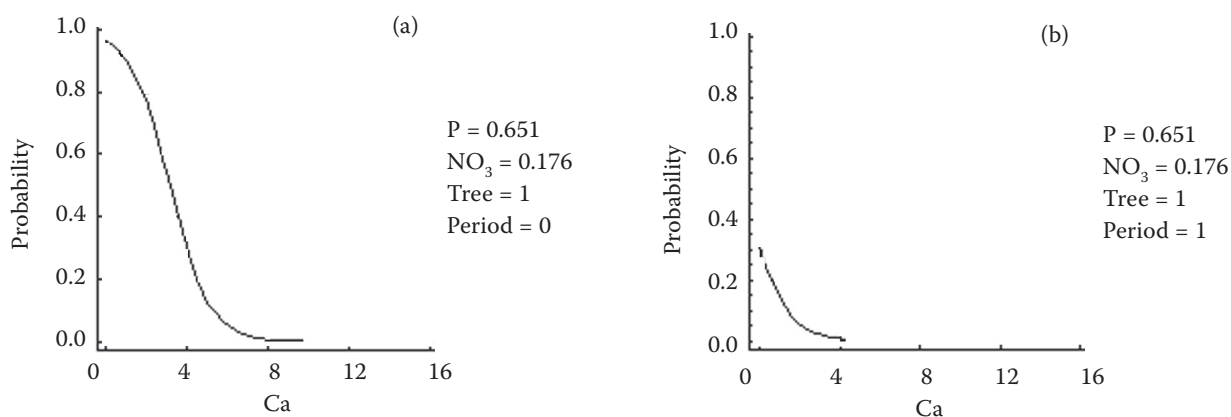 (a)
1.0
0.8
0.6
0.4
0.2
0.0
Probability
0 4 8 12 16
Ca
P = 0.651
NO₃ = 0.176
Tree = 1
Period = 0
(b)
1.0
0.8
0.6
0.4
0.2
0.0
Probability
0 4 8 12 16
Ca
P = 0.651
NO₃ = 0.176
Tree = 1
Period = 1